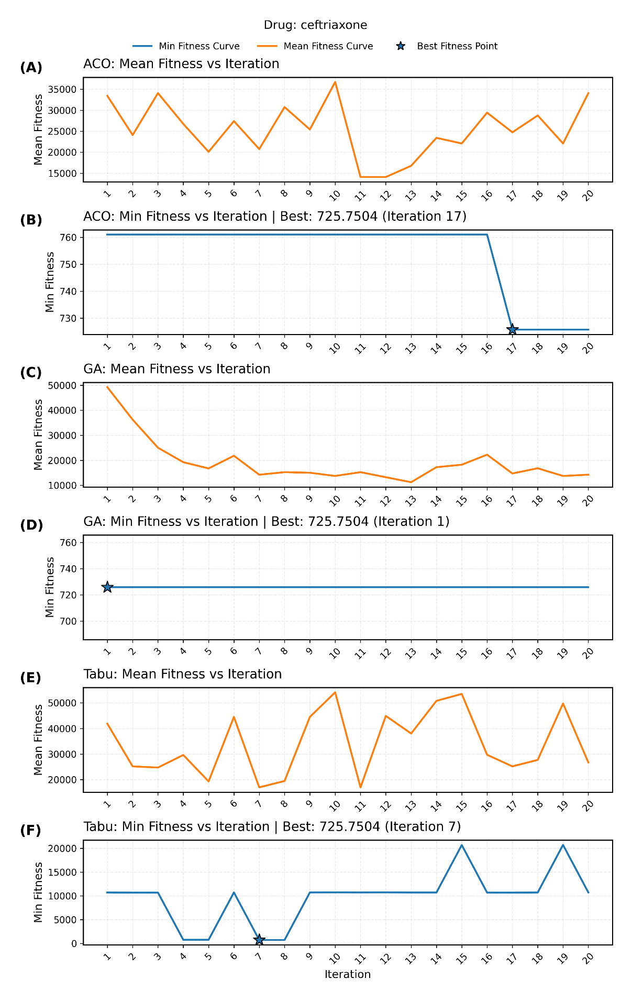 Drug: ceftriaxone
Min Fitness Curve Mean Fitness Curve Best Fitness Point
(A) ACO: Mean Fitness vs Iteration
Mean Fitness
35000
30000
25000
20000
15000
1 2 3 4 5 6 7 8 9 10 11 12 13 14 15 16 17 18 19 20
(B) ACO: Min Fitness vs Iteration | Best: 725.7504 (Iteration 17)
Min Fitness
760
750
740
730
1 2 3 4 5 6 7 8 9 10 11 12 13 14 15 16 17 18 19 20
(C) GA: Mean Fitness vs Iteration
Mean Fitness
50000
40000
30000
20000
10000
1 2 3 4 5 6 7 8 9 10 11 12 13 14 15 16 17 18 19 20
(D) GA: Min Fitness vs Iteration | Best: 725.7504 (Iteration 1)
Min Fitness
760
740
720
700
1 2 3 4 5 6 7 8 9 10 11 12 13 14 15 16 17 18 19 20
(E) Tabu: Mean Fitness vs Iteration
Mean Fitness
50000
40000
30000
20000
1 2 3 4 5 6 7 8 9 10 11 12 13 14 15 16 17 18 19 20
(F) Tabu: Min Fitness vs Iteration | Best: 725.7504 (Iteration 7)
Min Fitness
20000
15000
10000
5000
0
1 2 3 4 5 6 7 8 9 10 11 12 13 14 15 16 17 18 19 20
Iteration